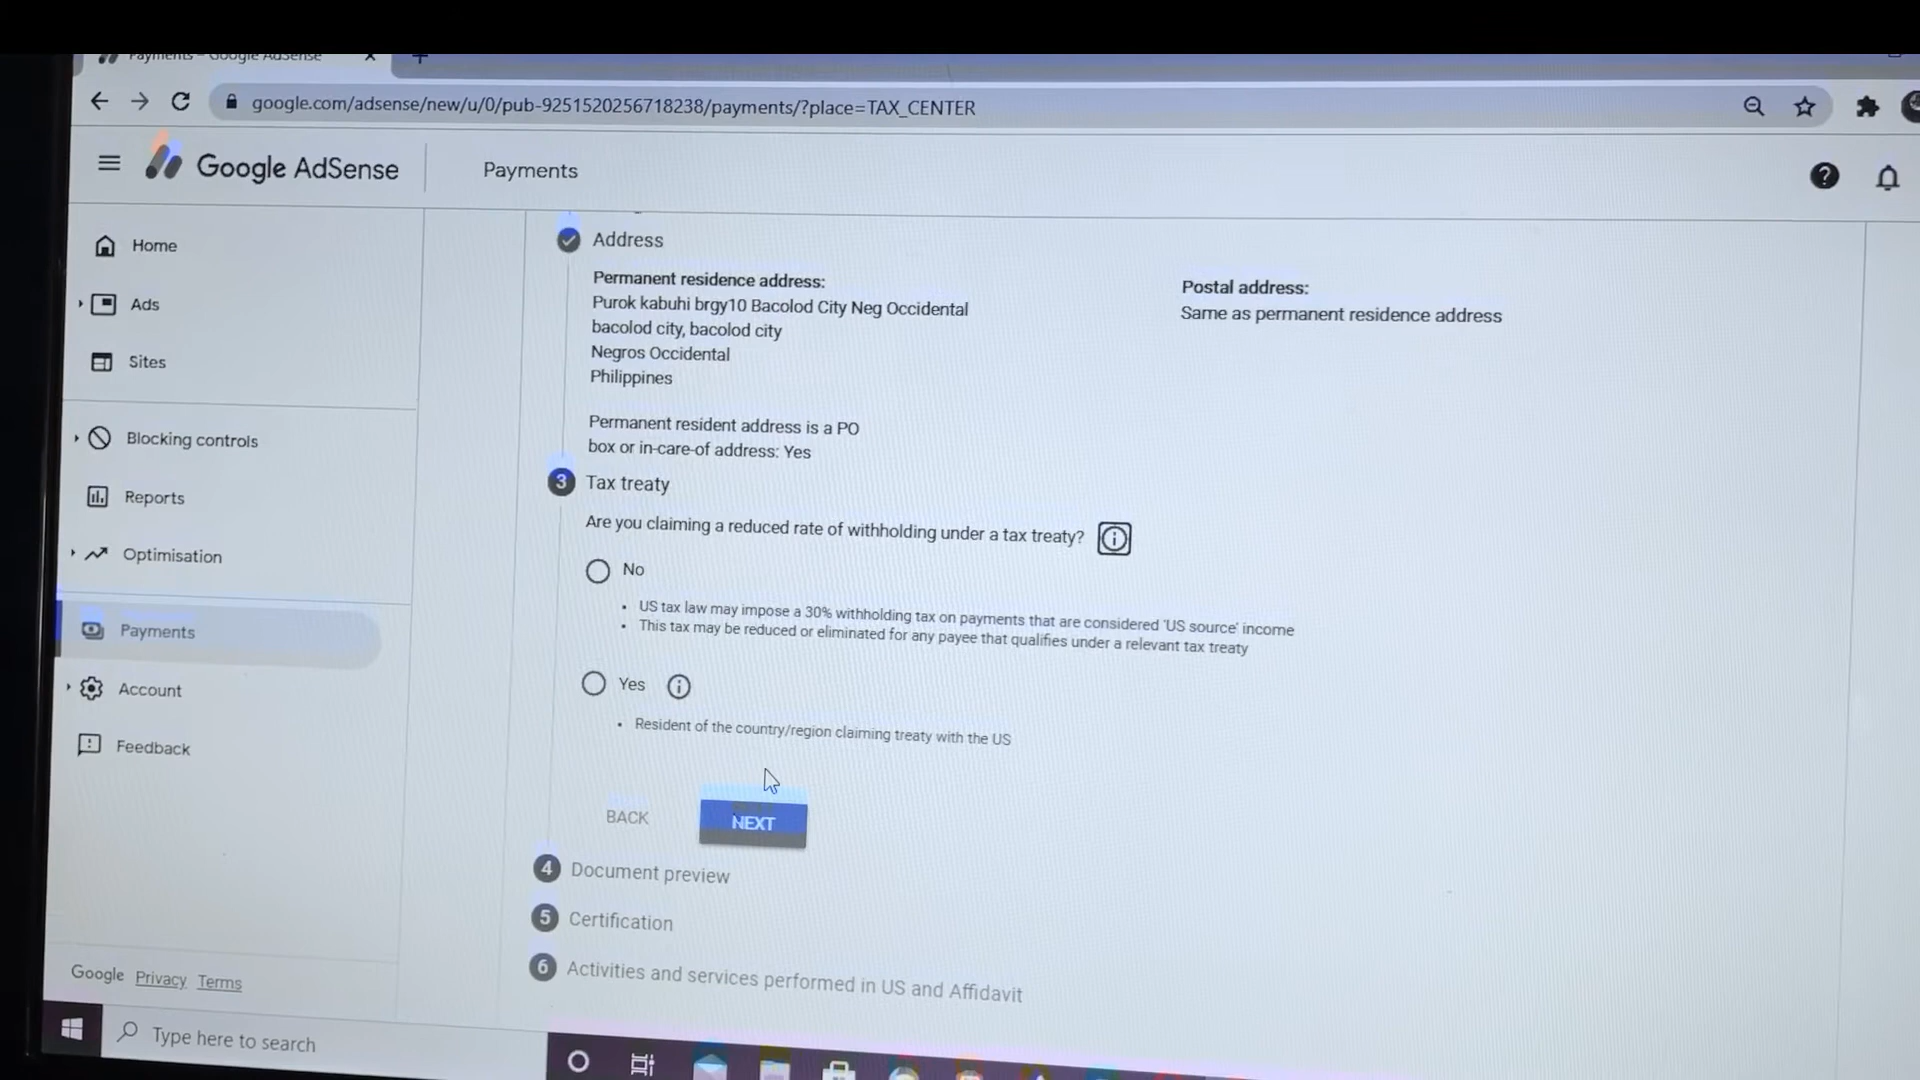 Payments – Google AdSense
google.com/adsense/new/u/0/pub-9251520256718238/payments/?place=TAX_CENTER
Google AdSense
Payments
Home
Ads
Sites
Blocking controls
Reports
Optimisation
Payments
Account
Feedback
Google Privacy Terms
Address
Permanent residence address:
Purok kabuhi brgy10 Bacolod City Neg Occidental
bacolod city, bacolod city
Negros Occidental
Philippines
Postal address:
Same as permanent residence address
Permanent resident address is a PO
box or in-care-of address: Yes
3 Tax treaty
Are you claiming a reduced rate of withholding under a tax treaty?
No
• US tax law may impose a 30% withholding tax on payments that are considered 'US source' income
• This tax may be reduced or eliminated for any payee that qualifies under a relevant tax treaty
Yes
• Resident of the country/region claiming treaty with the US
BACK
NEXT
4 Document preview
5 Certification
6 Activities and services performed in US and Affidavit
Type here to search